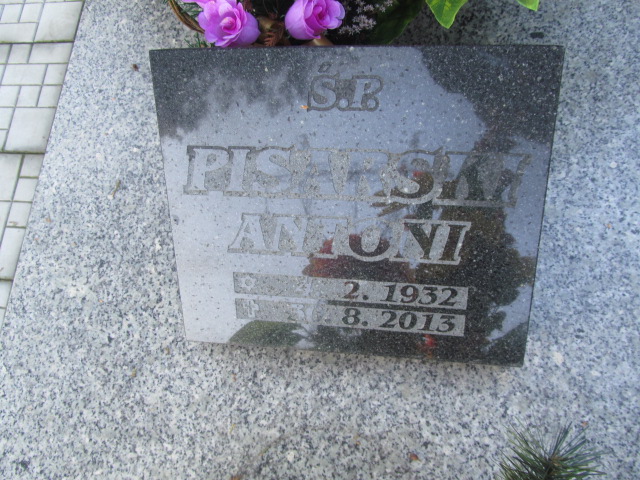 Ś.P.
PISARSKI
ANTONI
2. 1932
8. 2013